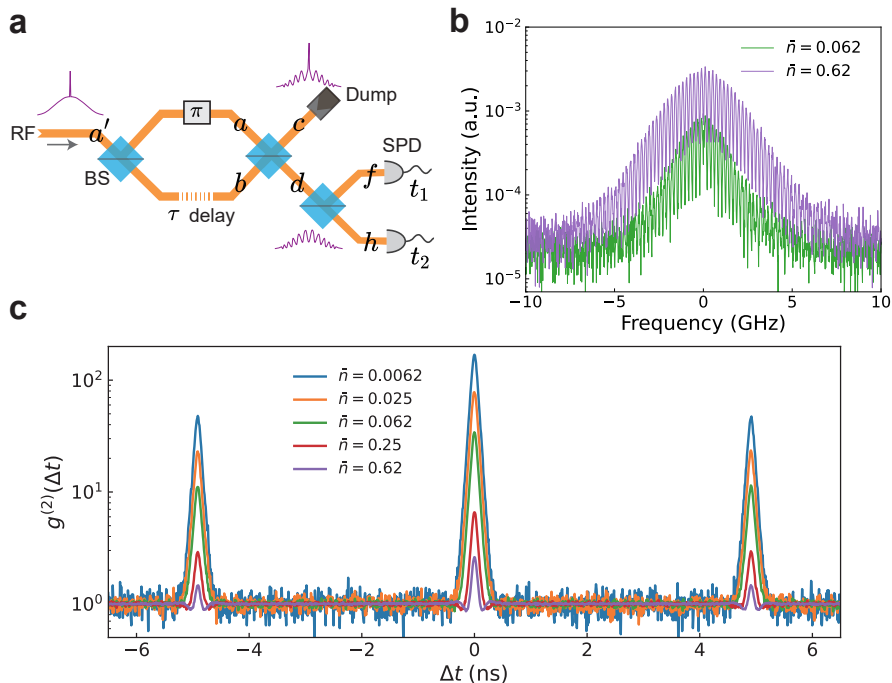 a
RF
a′
BS
π
a
b
τ delay
c
d
Dump
SPD
f
t₁
h
t₂
b
Intensity (a.u.)
10⁻²
10⁻³
10⁻⁴
10⁻⁵
n̄ = 0.062
n̄ = 0.62
−10 −5 0 5 10
Frequency (GHz)
c
g⁽²⁾(Δt)
10²
10¹
10⁰
n̄ = 0.0062
n̄ = 0.025
n̄ = 0.062
n̄ = 0.25
n̄ = 0.62
−6 −4 −2 0 2 4 6
Δt (ns)